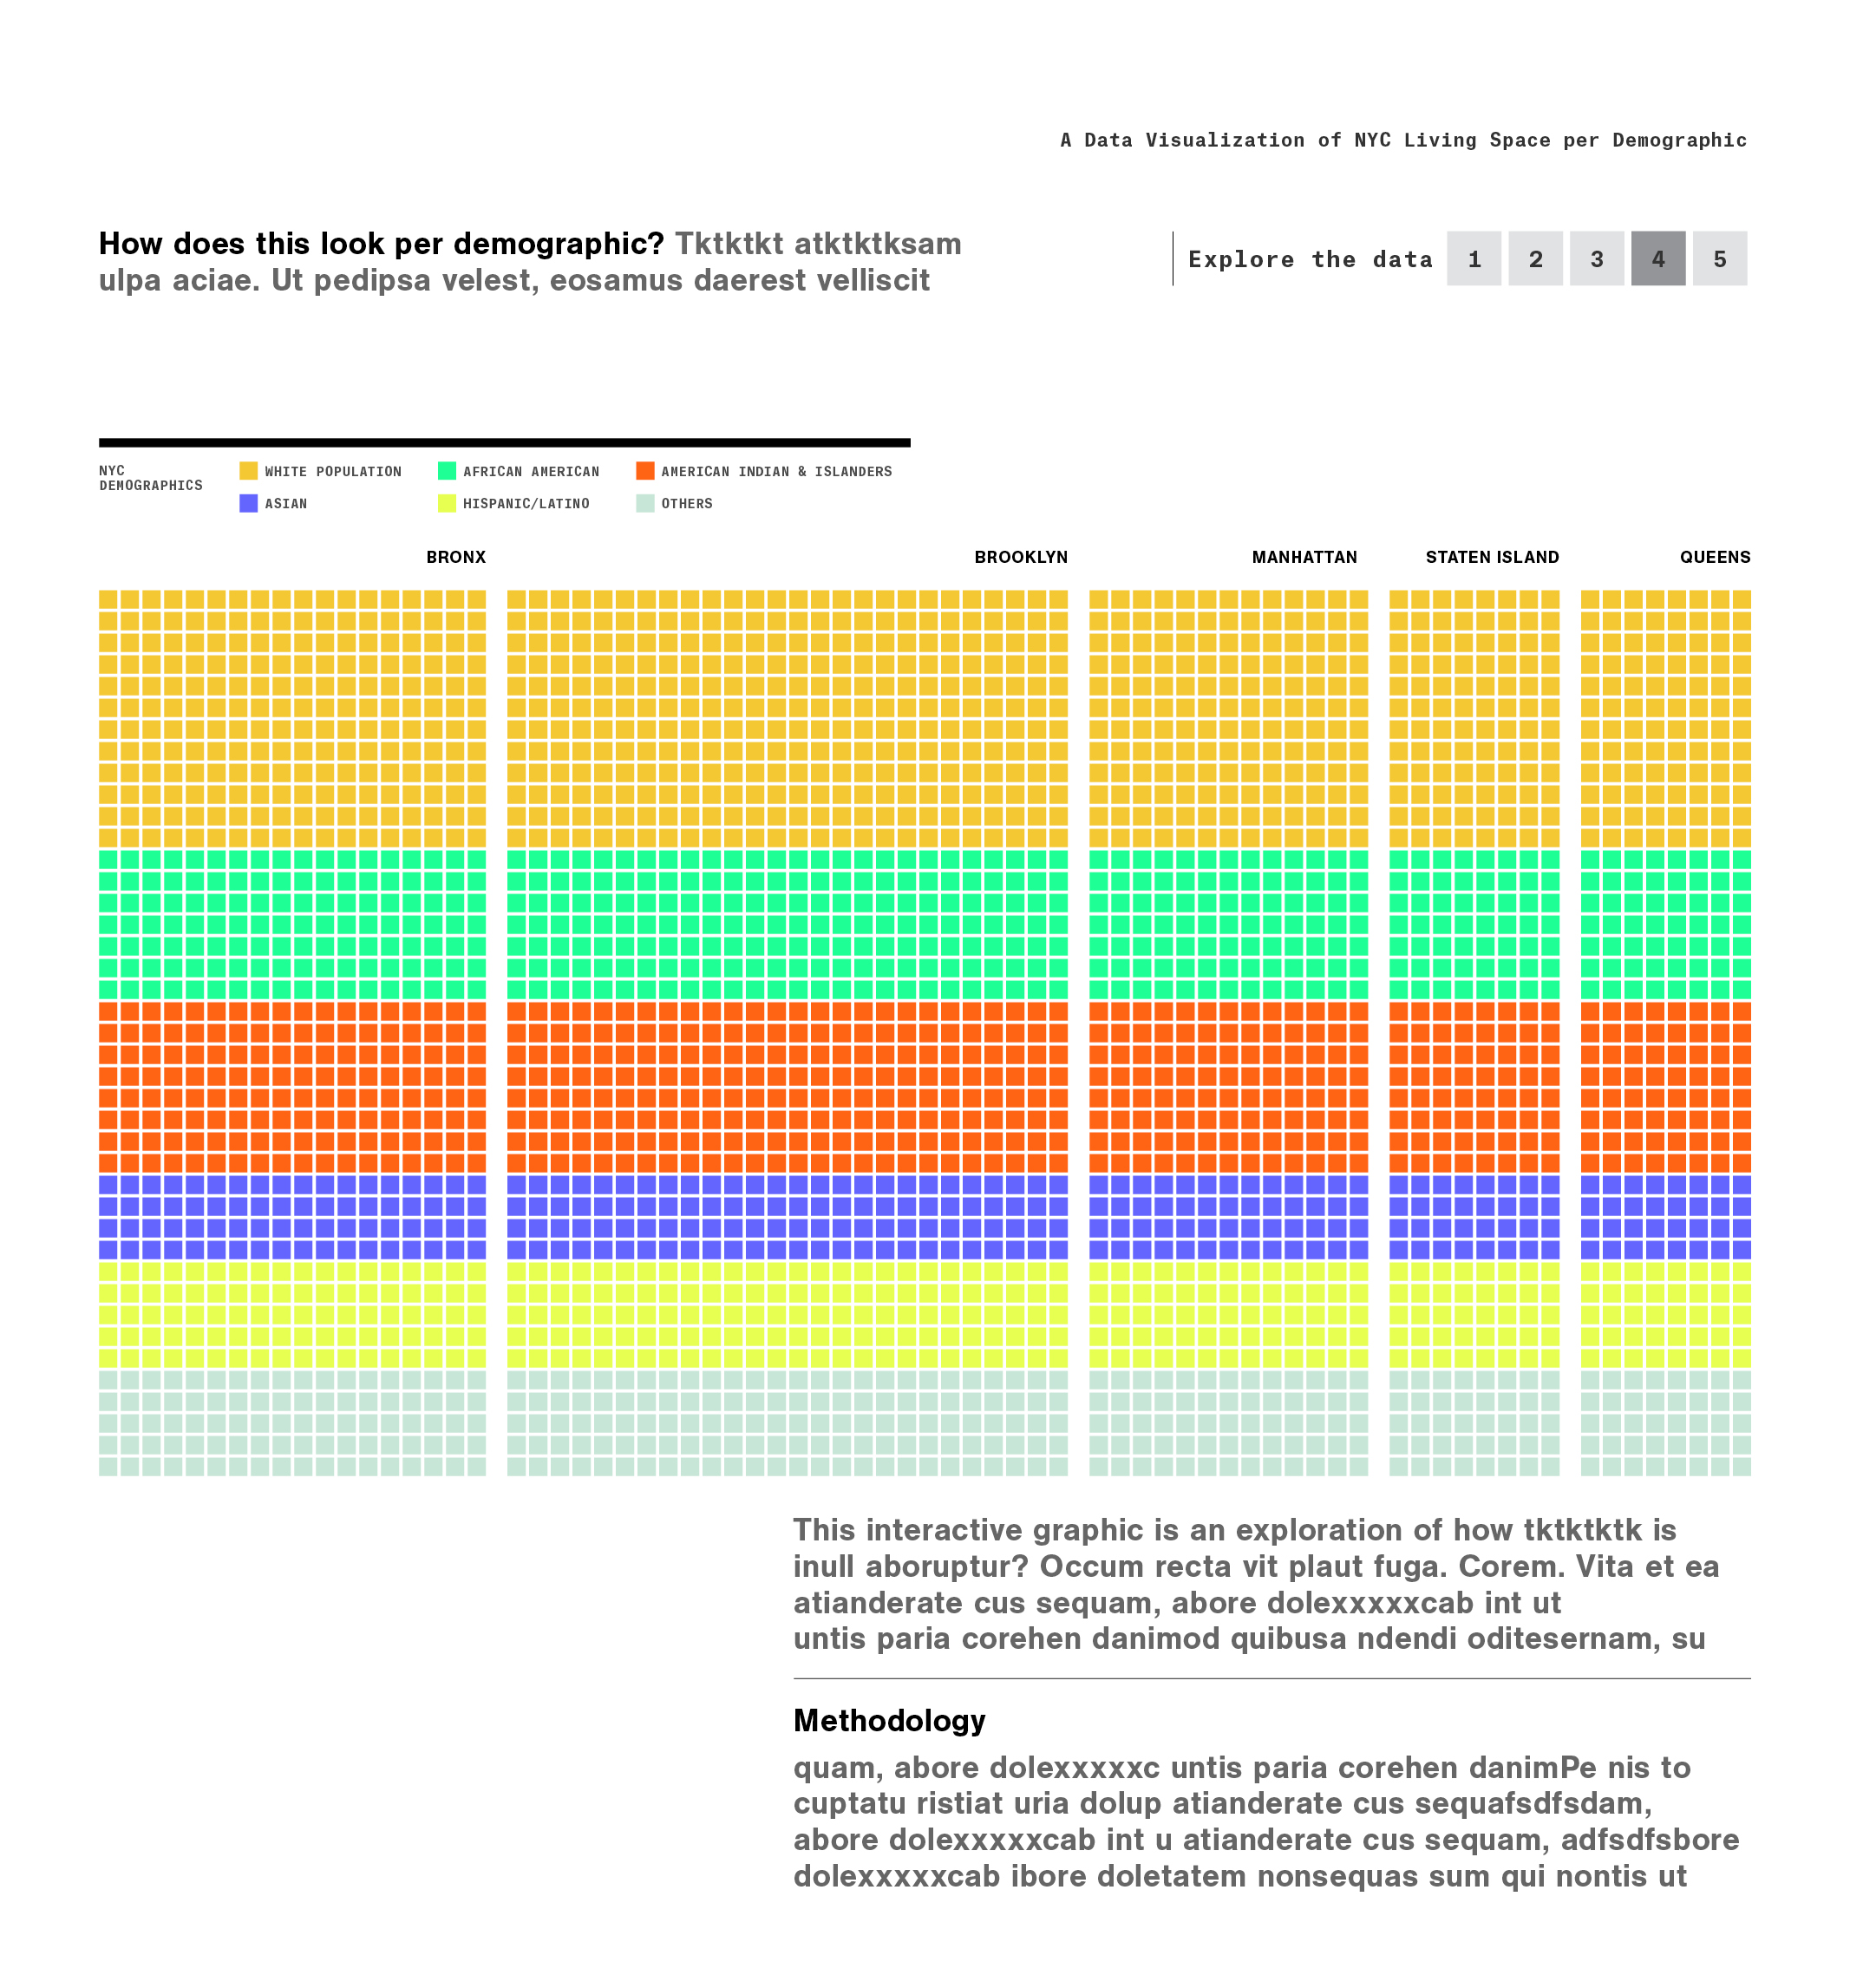 A Data Visualization of NYC Living Space per Demographic
How does this look per demographic? Tktktkt atktktksam
ulpa aciae. Ut pedipsa velest, eosamus daerest velliscit
Explore the data 1 2 3 4 5
NYC
DEMOGRAPHICS
WHITE POPULATION AFRICAN AMERICAN AMERICAN INDIAN & ISLANDERS
ASIAN HISPANIC/LATINO OTHERS
BRONX BROOKLYN MANHATTAN STATEN ISLAND QUEENS
This interactive graphic is an exploration of how tktktktk is
inull aboruptur? Occum recta vit plaut fuga. Corem. Vita et ea
atianderate cus sequam, abore dolexxxxxcab int ut
untis paria corehen danimod quibusa ndendi oditesernam, su
Methodology
quam, abore dolexxxxxc untis paria corehen danimPe nis to
cuptatu ristiat uria dolup atianderate cus sequafsdfsdam,
abore dolexxxxxcab int u atianderate cus sequam, adfsdfsbore
dolexxxxxcab ibore doletatem nonsequas sum qui nontis ut